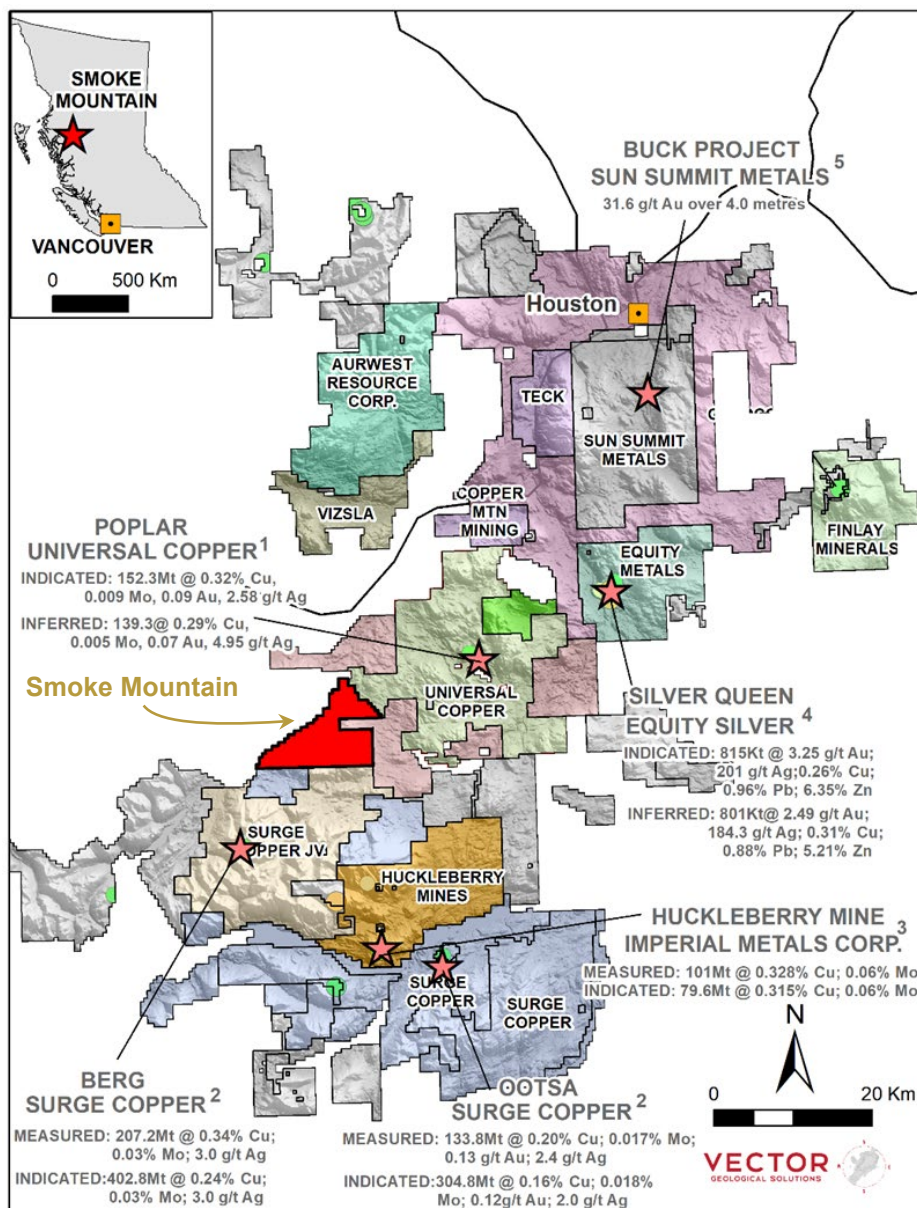 SMOKE
MOUNTAIN
VANCOUVER
0 500 Km
BUCK PROJECT
SUN SUMMIT METALS 5
31.6 g/t Au over 4.0 metres
Houston
AURWEST
RESOURCE
CORP.
TECK
SUN SUMMIT
METALS
VIZSLA
COPPER
MTN
MINING
FINLAY
MINERALS
EQUITY
METALS
POPLAR
UNIVERSAL COPPER 1
INDICATED: 152.3Mt @ 0.32% Cu,
0.009 Mo, 0.09 Au, 2.58 g/t Ag
INFERRED: 139.3@ 0.29% Cu,
0.005 Mo, 0.07 Au, 4.95 g/t Ag
UNIVERSAL
COPPER
Smoke Mountain
SILVER QUEEN
EQUITY SILVER 4
INDICATED: 815Kt @ 3.25 g/t Au;
201 g/t Ag;0.26% Cu;
0.96% Pb; 6.35% Zn
INFERRED: 801Kt@ 2.49 g/t Au;
184.3 g/t Ag; 0.31% Cu;
0.88% Pb; 5.21% Zn
SURGE
JV
HUCKLEBERRY
MINES
HUCKLEBERRY MINE
IMPERIAL METALS CORP. 3
MEASURED: 101Mt @ 0.328% Cu; 0.06% Mo
INDICATED: 79.6Mt @ 0.315% Cu; 0.06% Mo
SURGE
COPPER
SURGE
COPPER
N
0 20 Km
BERG
SURGE COPPER 2
MEASURED: 207.2Mt @ 0.34% Cu;
0.03% Mo; 3.0 g/t Ag
INDICATED:402.8Mt @ 0.24% Cu;
0.03% Mo; 3.0 g/t Ag
OOTSA
SURGE COPPER 2
MEASURED: 133.8Mt @ 0.20% Cu; 0.017% Mo;
0.13 g/t Au; 2.4 g/t Ag
INDICATED:304.8Mt @ 0.16% Cu; 0.018%
Mo; 0.12g/t Au; 2.0 g/t Ag
VECTOR
GEOLOGICAL SOLUTIONS